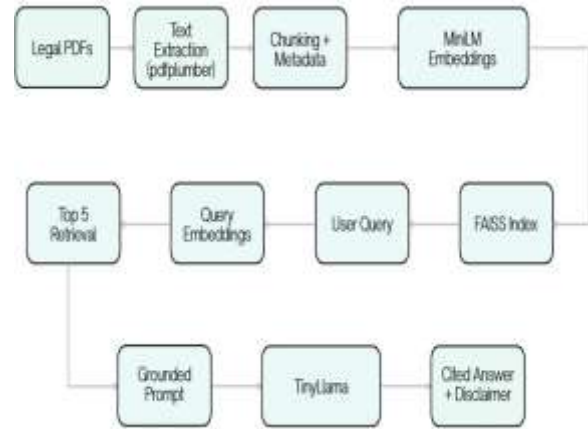 Legal PDFs
Text
Extraction
(pdfplumber)
Chunking +
Metadata
MiniLM
Embeddings
Top 5
Retrieval
Query
Embeddings
User Query
FAISS Index
Grounded
Prompt
TinyLlama
Cited Answer
+ Disclaimer